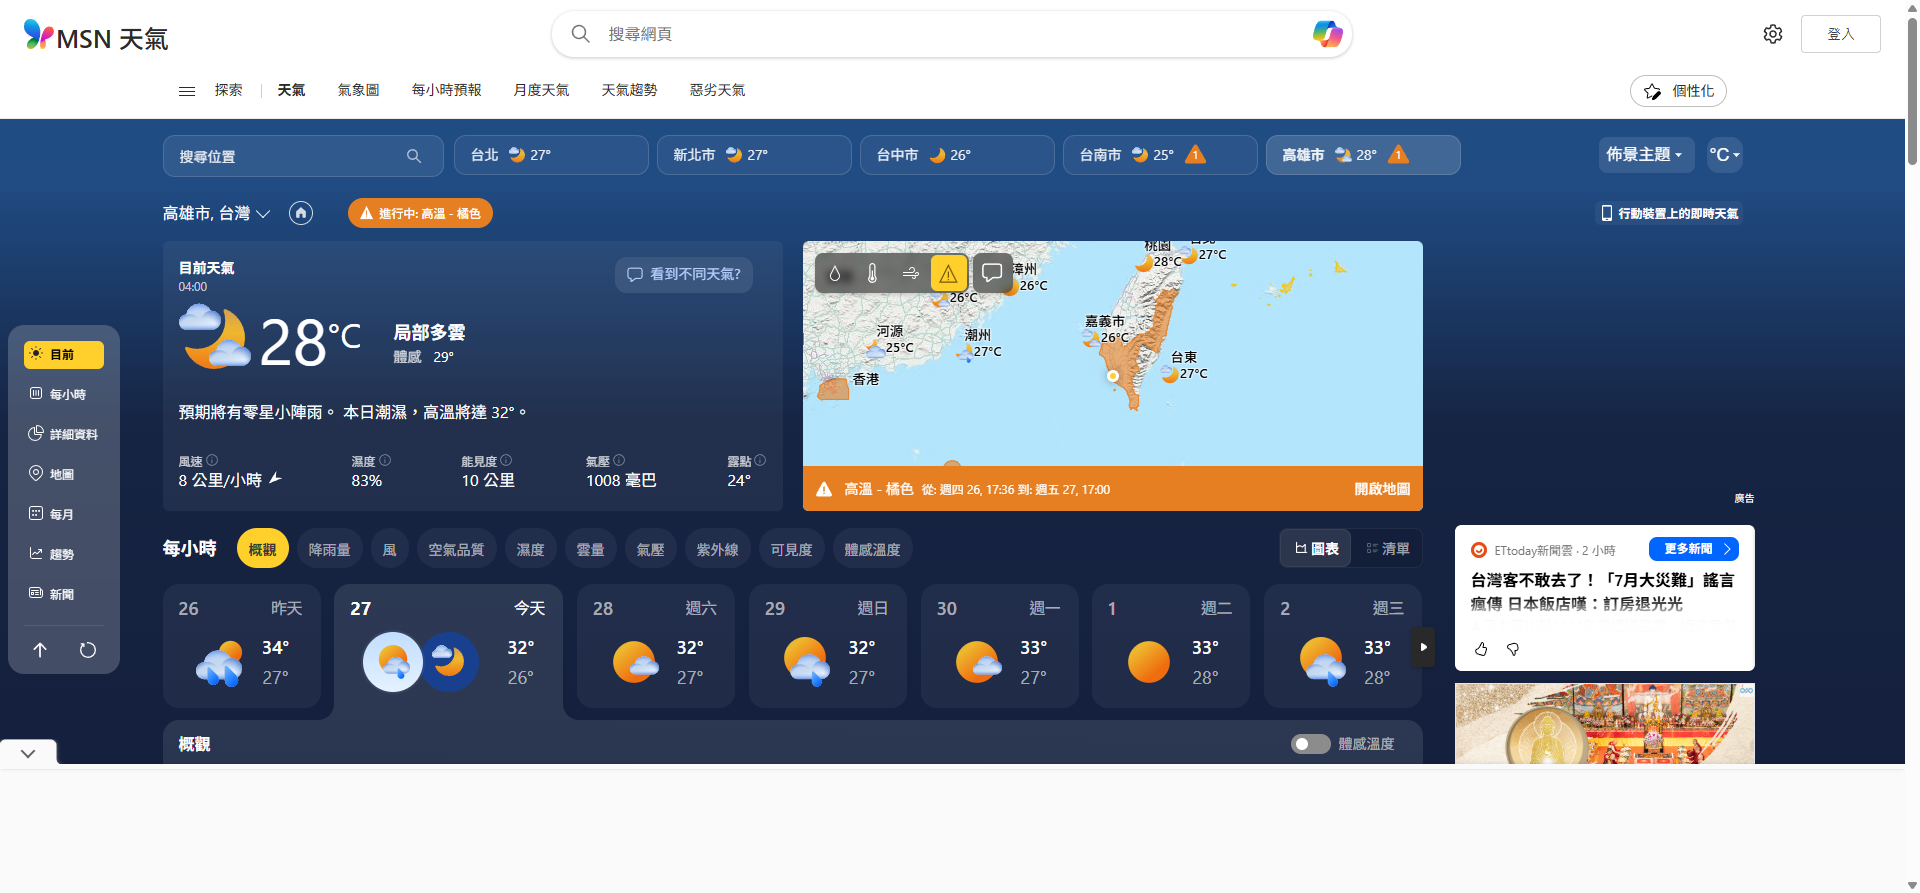 MSN 天氣
搜尋網頁
登入
探索
天氣
氣象圖
每小時預報
月度天氣
天氣趨勢
惡劣天氣
個性化
搜尋位置
台北 27°
新北市 27°
台中市 26°
台南市 25° 1
高雄市 28° 1
佈景主題
°C
高雄市, 台灣
進行中: 高溫 - 橘色
行動裝置上的即時天氣
目前天氣
04:00
看到不同天氣?
28°C
局部多雲
體感 29°
預期將有零星小陣雨。 本日潮濕，高溫將達 32°。
風速
8 公里/小時
濕度
83%
能見度
10 公里
氣壓
1008 毫巴
露點
24°
桃園
28°C
27°C
漳州
26°C
26°C
河源
25°C
潮州
27°C
嘉義市
26°C
台東
27°C
香港
高溫 - 橘色 從: 週四 26, 17:36 到: 週五 27, 17:00
開啟地圖
目前
每小時
詳細資料
地圖
每月
趨勢
新聞
廣告
每小時
概觀
降雨量
風
空氣品質
濕度
雲量
氣壓
紫外線
可見度
體感溫度
圖表
清單
26 昨天
34°
27°
27 今天
32°
26°
28 週六
32°
27°
29 週日
32°
27°
30 週一
33°
27°
1 週二
33°
28°
2 週三
33°
28°
概觀
體感溫度
ETtoday新聞雲 · 2 小時
更多新聞
台灣客不敢去了！「7月大災難」謠言
瘋傳 日本飯店嘆：訂房退光光